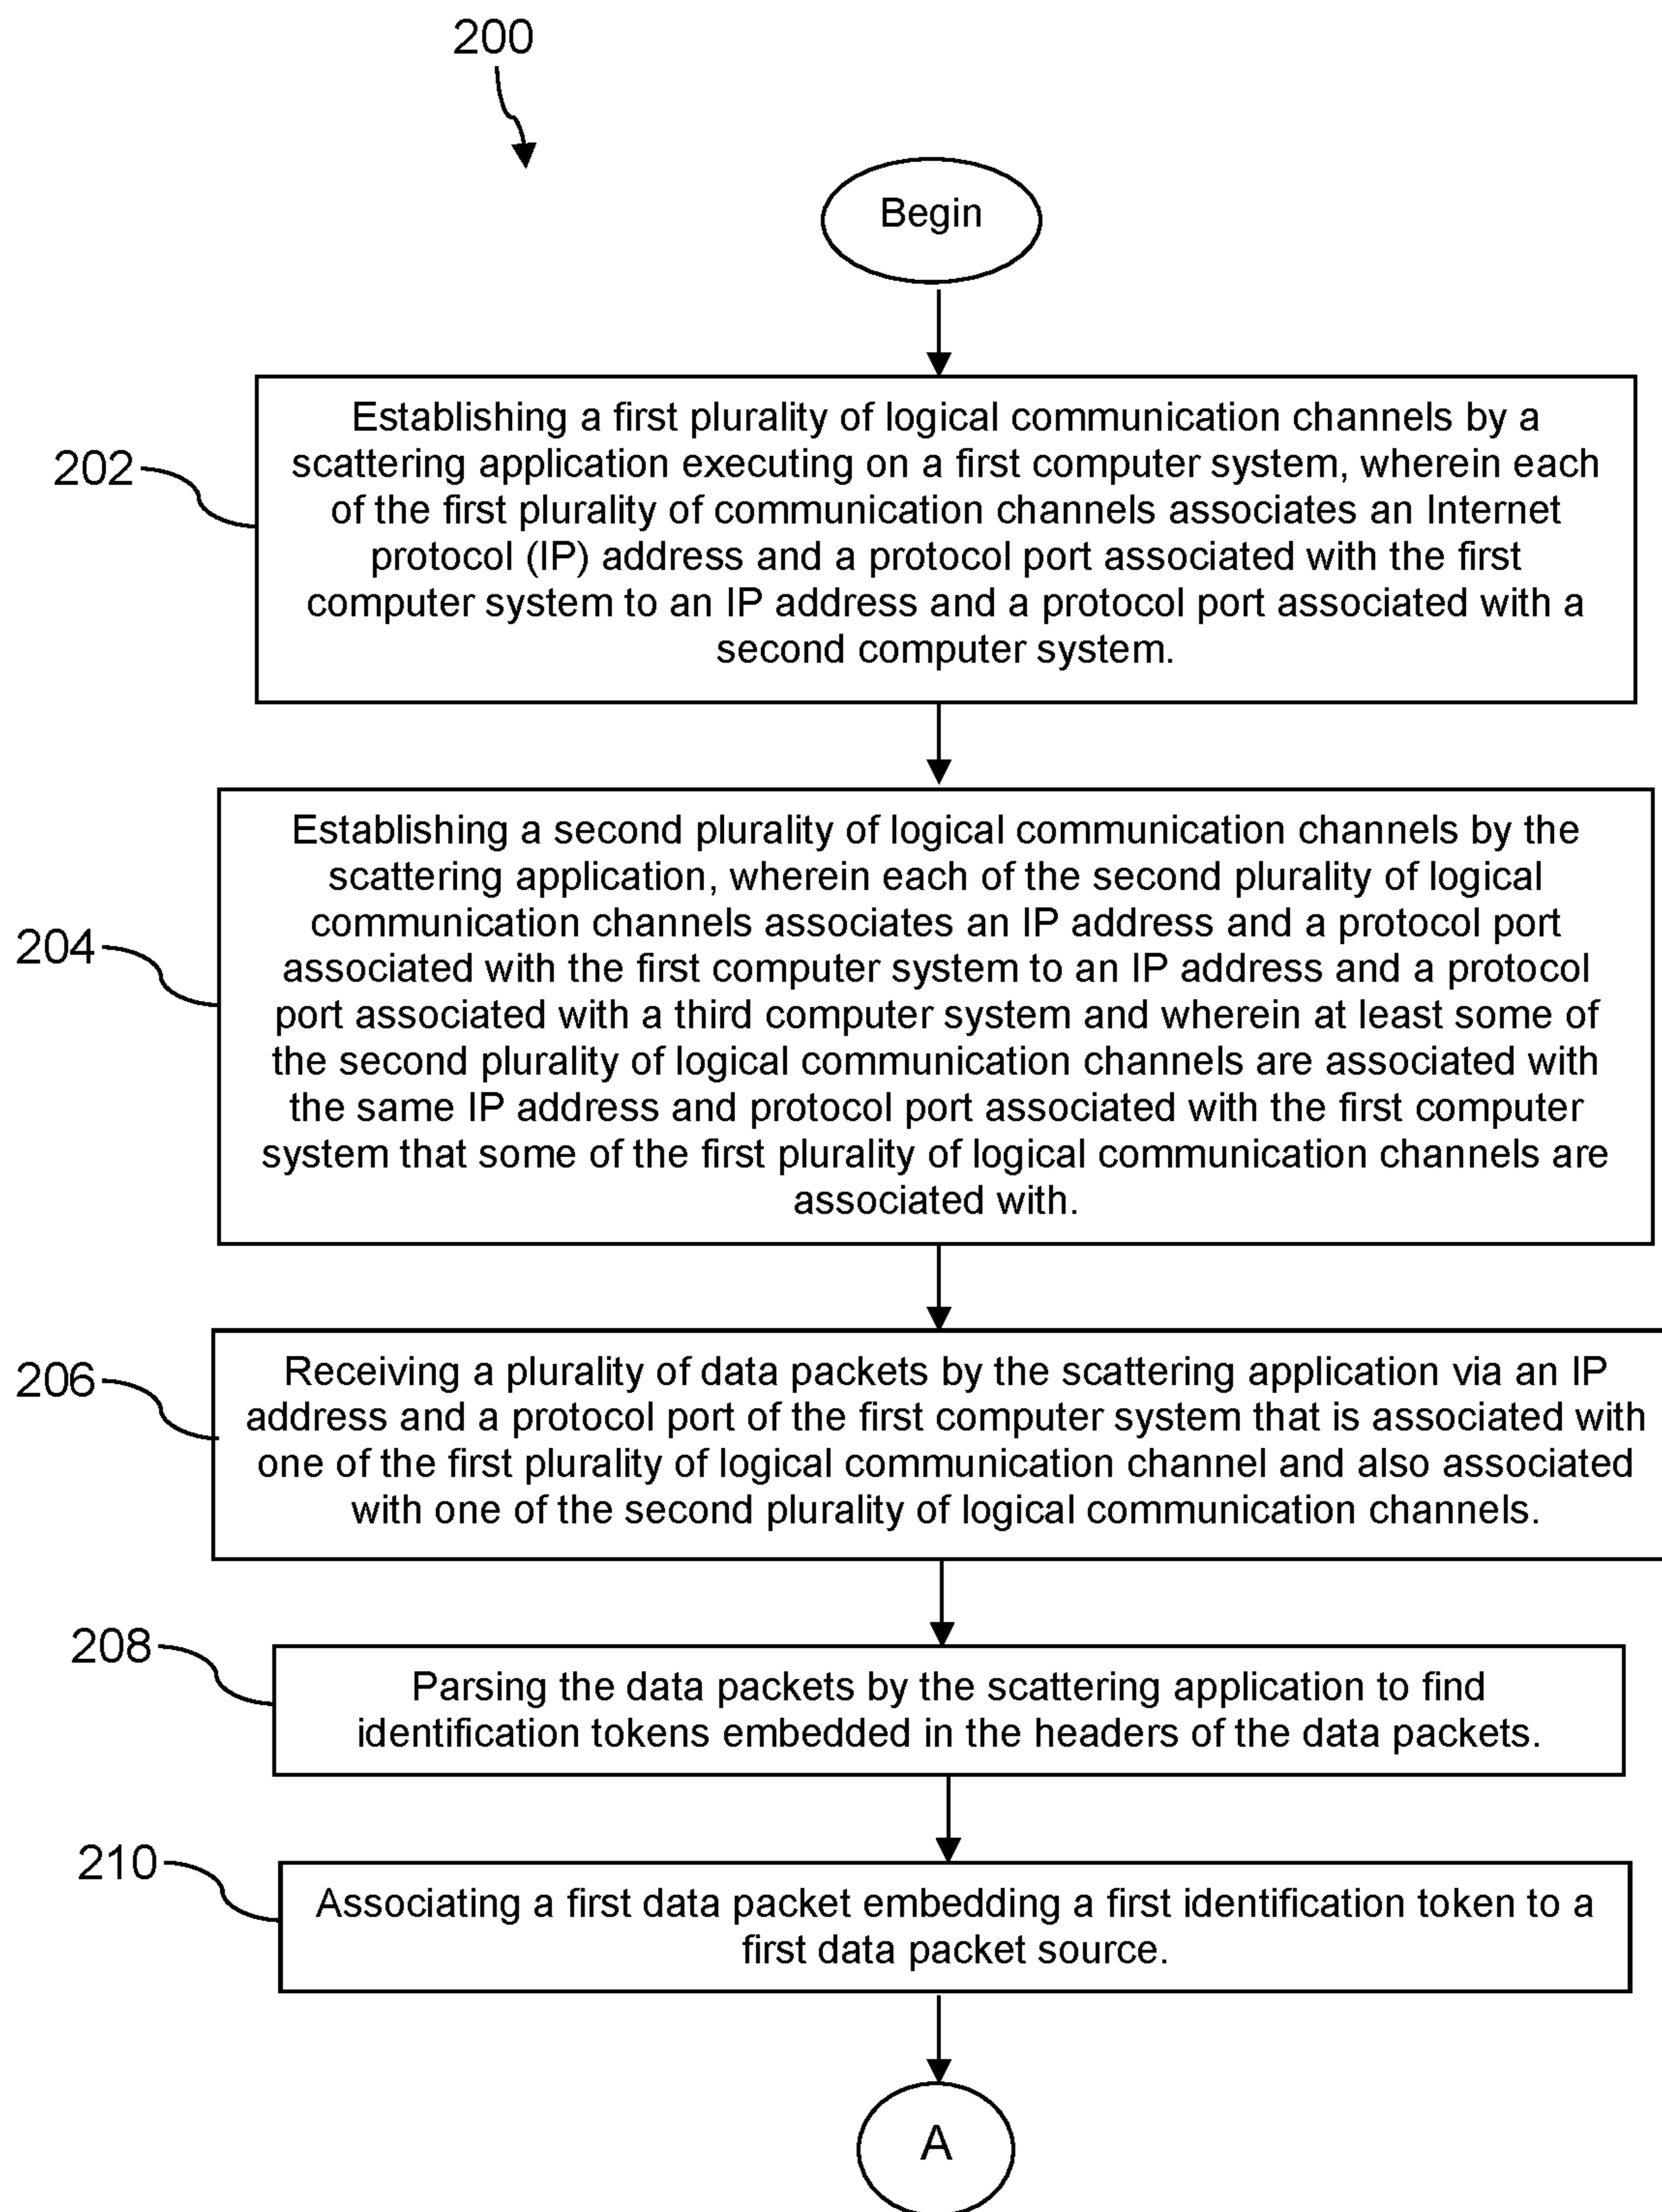 200
Begin
202
Establishing a first plurality of logical communication channels by a
scattering application executing on a first computer system, wherein each
of the first plurality of communication channels associates an Internet
protocol (IP) address and a protocol port associated with the first
computer system to an IP address and a protocol port associated with a
second computer system.
204
Establishing a second plurality of logical communication channels by the
scattering application, wherein each of the second plurality of logical
communication channels associates an IP address and a protocol port
associated with the first computer system to an IP address and a protocol
port associated with a third computer system and wherein at least some of
the second plurality of logical communication channels are associated with
the same IP address and protocol port associated with the first computer
system that some of the first plurality of logical communication channels are
associated with.
206
Receiving a plurality of data packets by the scattering application via an IP
address and a protocol port of the first computer system that is associated with
one of the first plurality of logical communication channel and also associated
with one of the second plurality of logical communication channels.
208
Parsing the data packets by the scattering application to find
identification tokens embedded in the headers of the data packets.
210
Associating a first data packet embedding a first identification token to a
first data packet source.
A